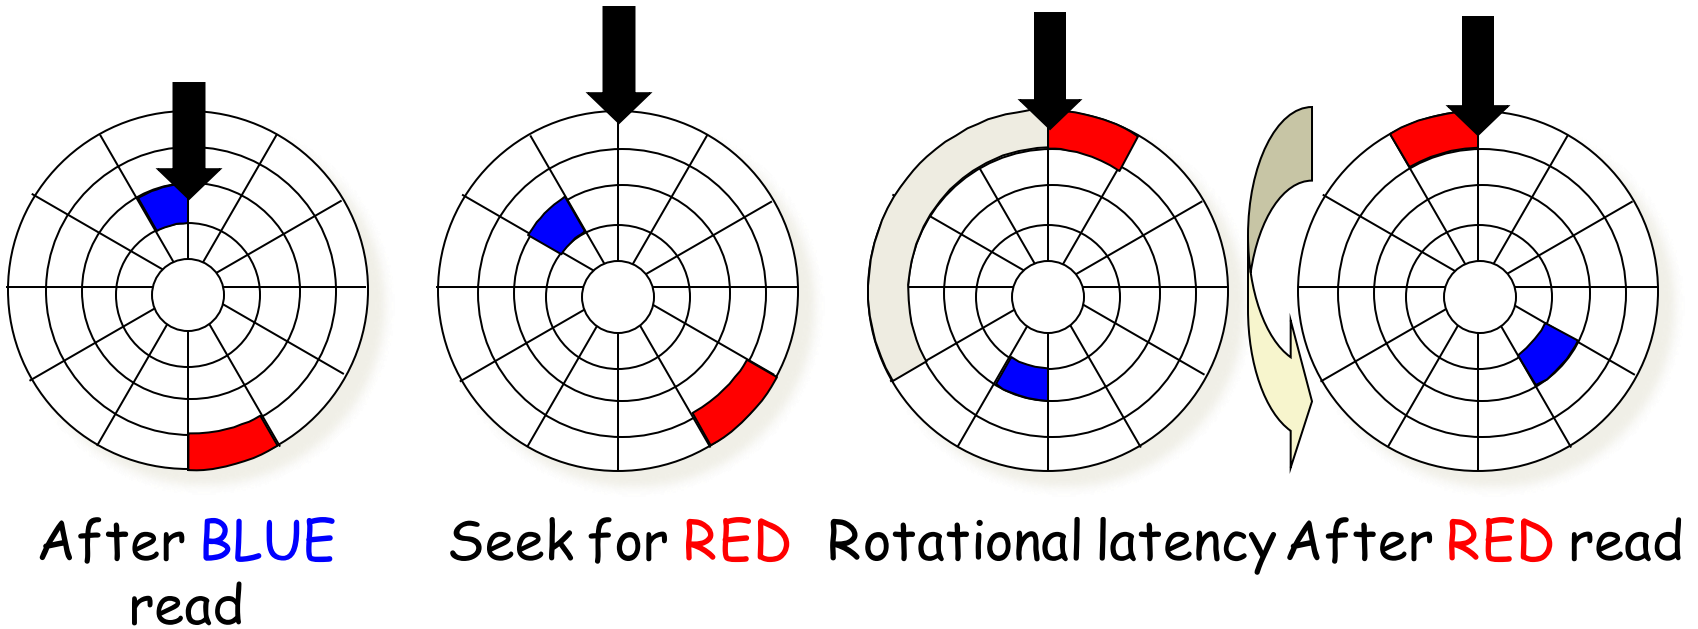 After BLUE
read
Seek for RED
Rotational latency
After RED read